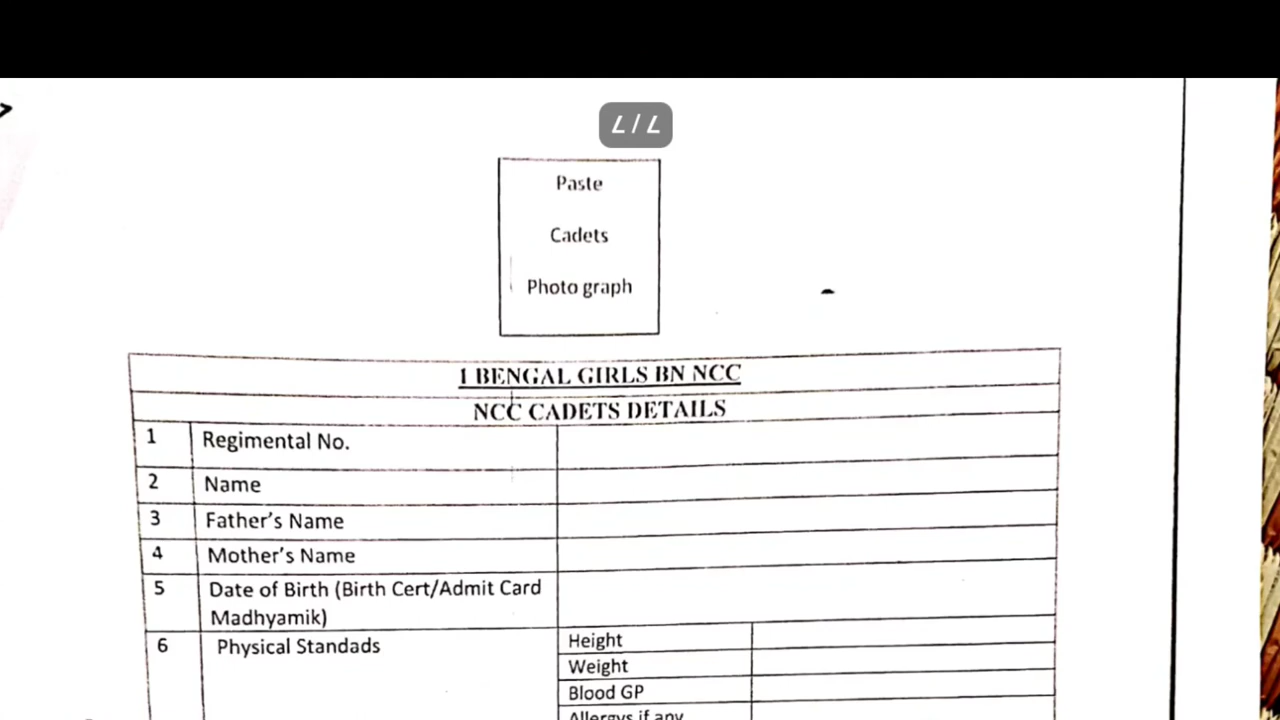 Paste
Cadets
Photo graph
1 BENGAL GIRLS BN NCC
NCC CADETS DETAILS
1 Regimental No.
2 Name
3 Father's Name
4 Mother's Name
5 Date of Birth (Birth Cert/Admit Card
Madhyamik)
6 Physical Standads Height
Weight
Blood GP
Allergys if any